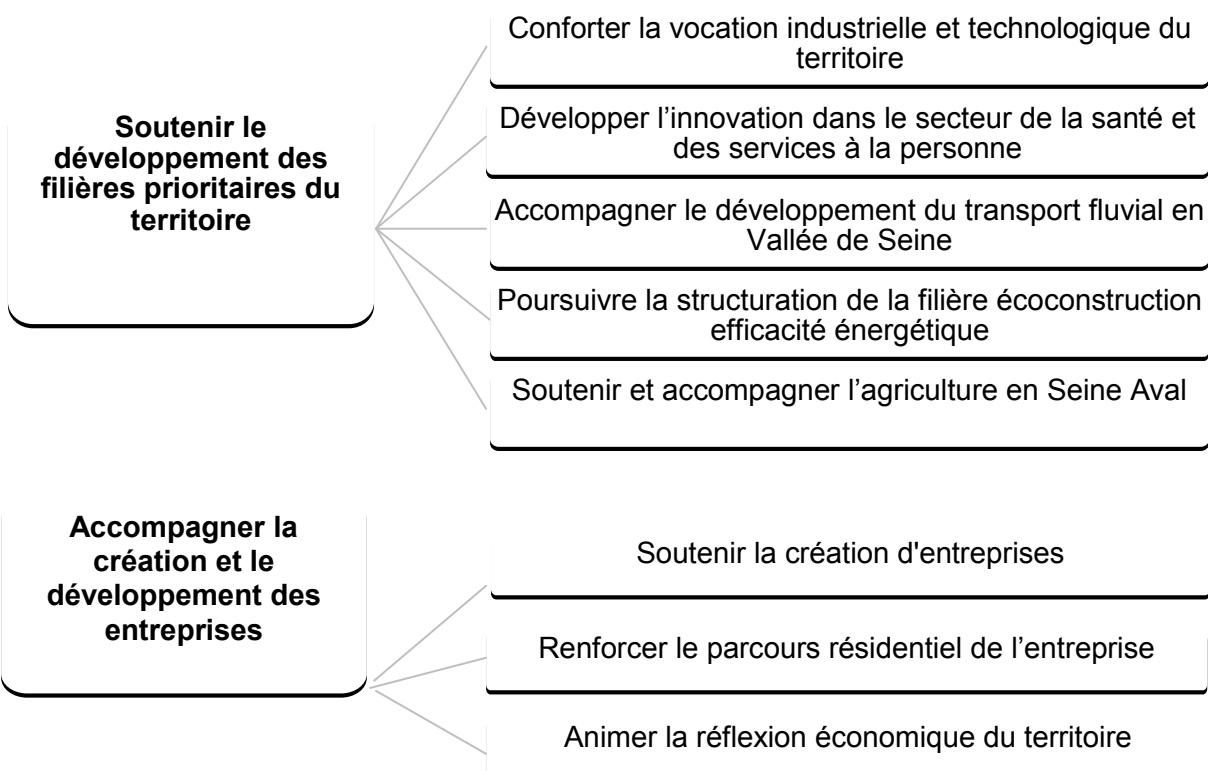 Soutenir le
développement des
filières prioritaires du
territoire
Conforter la vocation industrielle et technologique du
territoire
Développer l’innovation dans le secteur de la santé et
des services à la personne
Accompagner le développement du transport fluvial en
Vallée de Seine
Poursuivre la structuration de la filière écoconstruction
efficacité énergétique
Soutenir et accompagner l’agriculture en Seine Aval
Accompagner la
création et le
développement des
entreprises
Soutenir la création d'entreprises
Renforcer le parcours résidentiel de l’entreprise
Animer la réflexion économique du territoire